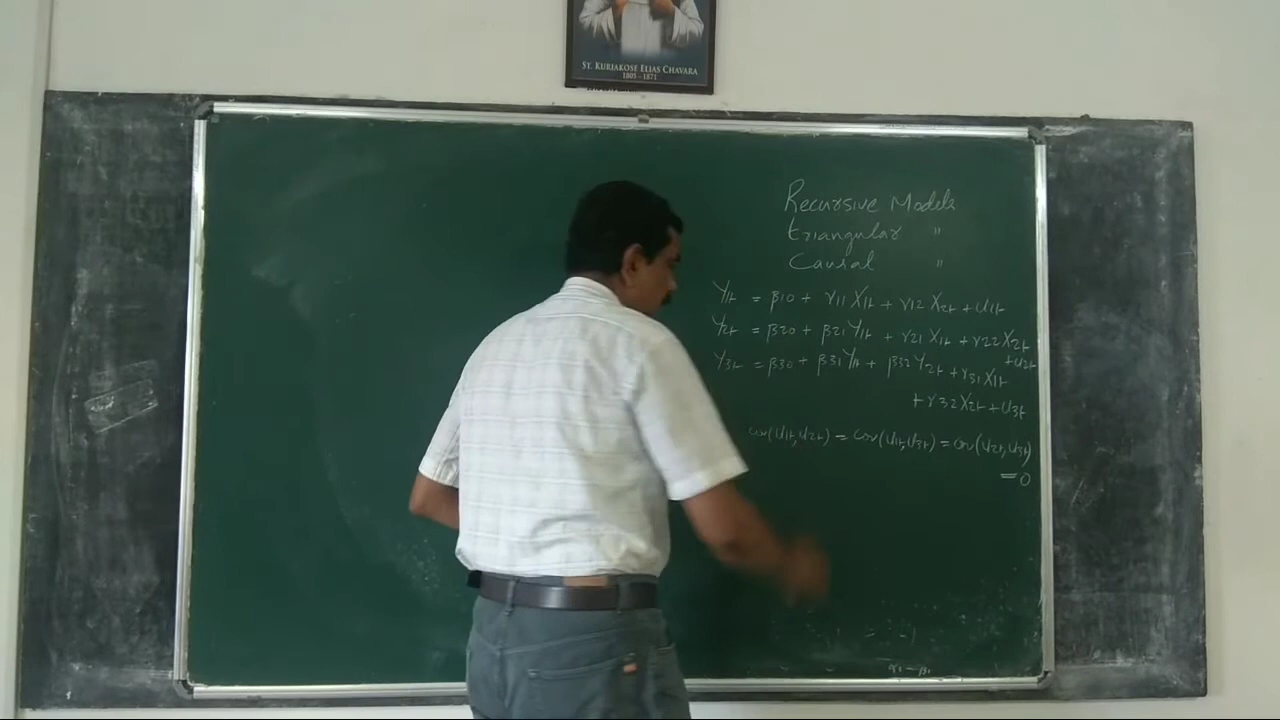 ST. KURIAKOSE ELIAS CHAVARA
1805 - 1871
Recursive Models
triangular "
Causal "
Y1t = β10 + γ11 X1t + γ12 X2t + u1t
Y2t = β20 + β21 Y1t + γ21 X1t + γ22 X2t
+ u2t
Y3t = β30 + β31 Y1t + β32 Y2t + γ31 X1t
+ γ32 X2t + u3t
cov(u1t, u2t) = cov(u1t, u3t) = cov(u2t, u3t)
= 0